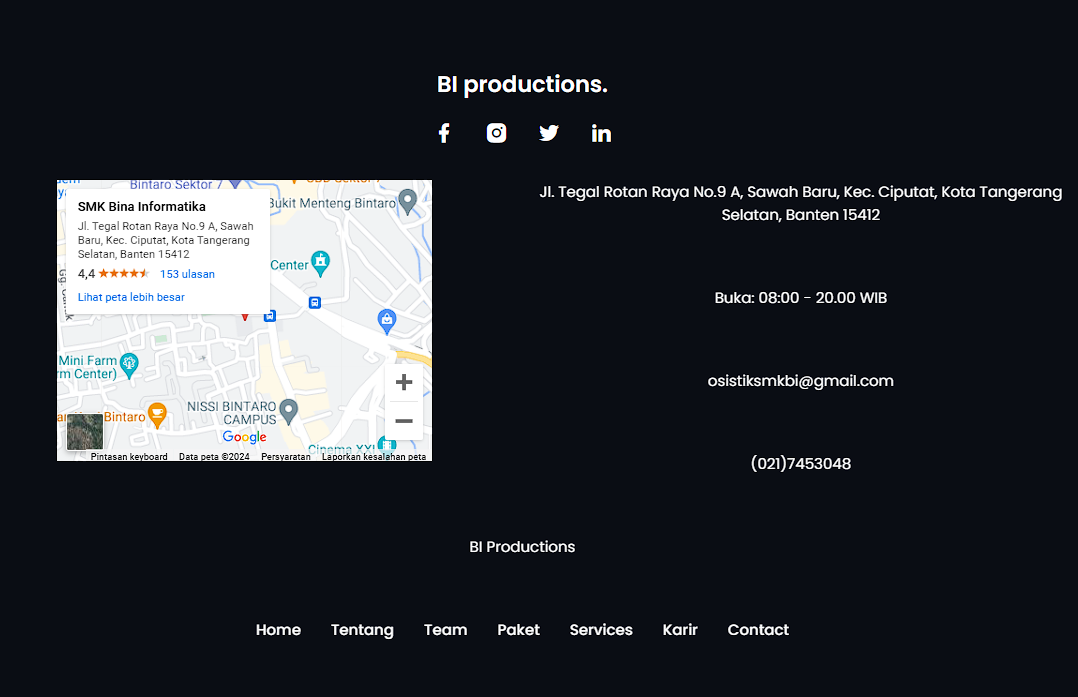 BI productions.
Bintaro Sektor 7
SMK Bina Informatika
Jl. Tegal Rotan Raya No.9 A, Sawah
Baru, Kec. Ciputat, Kota Tangerang
Selatan, Banten 15412
4,4 153 ulasan
Lihat peta lebih besar
Bukit Menteng Bintaro
Center
Mini Farm
rm Center)
Bintaro
NISSI BINTARO
CAMPUS
Google
Cinema XXI
Pintasan keyboard Data peta ©2024 Persyaratan Laporkan kesalahan peta
Jl. Tegal Rotan Raya No.9 A, Sawah Baru, Kec. Ciputat, Kota Tangerang
Selatan, Banten 15412
Buka: 08:00 - 20.00 WIB
osistiksmkbi@gmail.com
(021)7453048
BI Productions
Home Tentang Team Paket Services Karir Contact